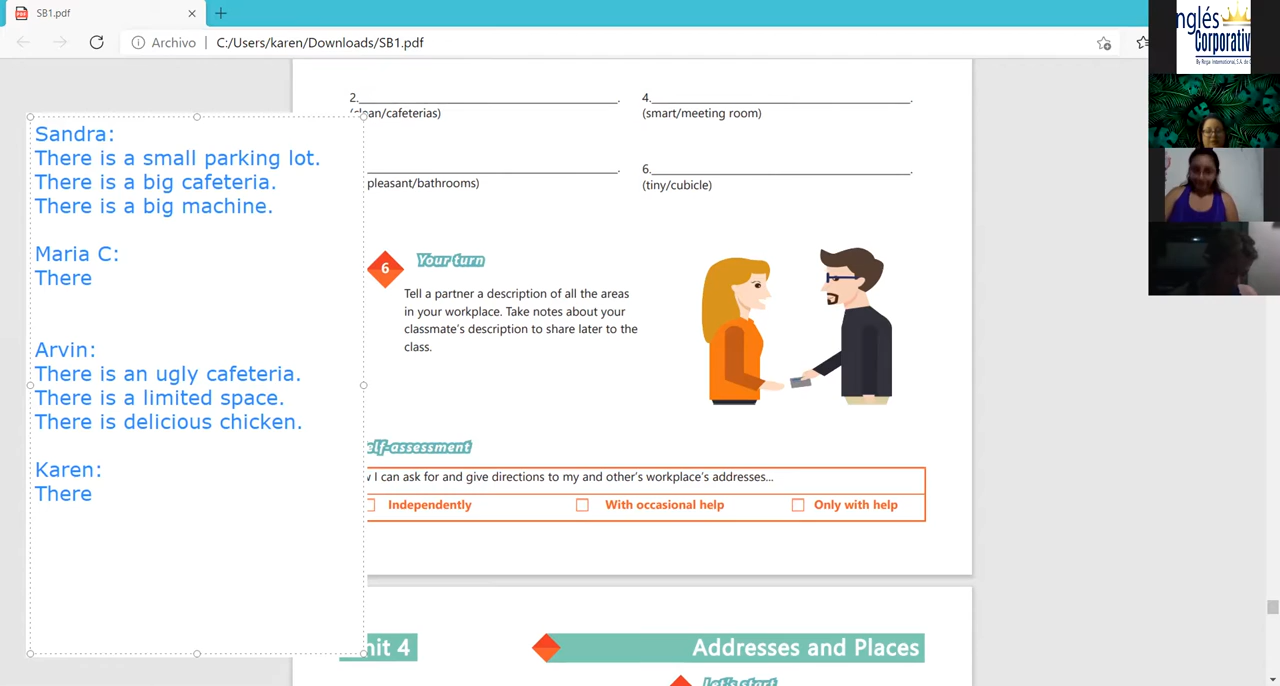 SB1.pdf
Archivo
C:/Users/karen/Downloads/SB1.pdf
nglés
Corporativ
2.
4.
an/cafeterias)
(smart/meeting room)
6.
pleasant/bathrooms)
(tiny/cubicle)
Sandra:
There is a small parking lot.
There is a big cafeteria.
There is a big machine.
Maria C:
There
Arvin:
There is an ugly cafeteria.
There is a limited space.
There is delicious chicken.
Karen:
There
6
Your turn
Tell a partner a description of all the areas
in your workplace. Take notes about your
classmate's description to share later to the
class.
elf-assessment
I can ask for and give directions to my and other's workplace's addresses...
Independently
With occasional help
Only with help
nit 4
Addresses and Places
Let's start